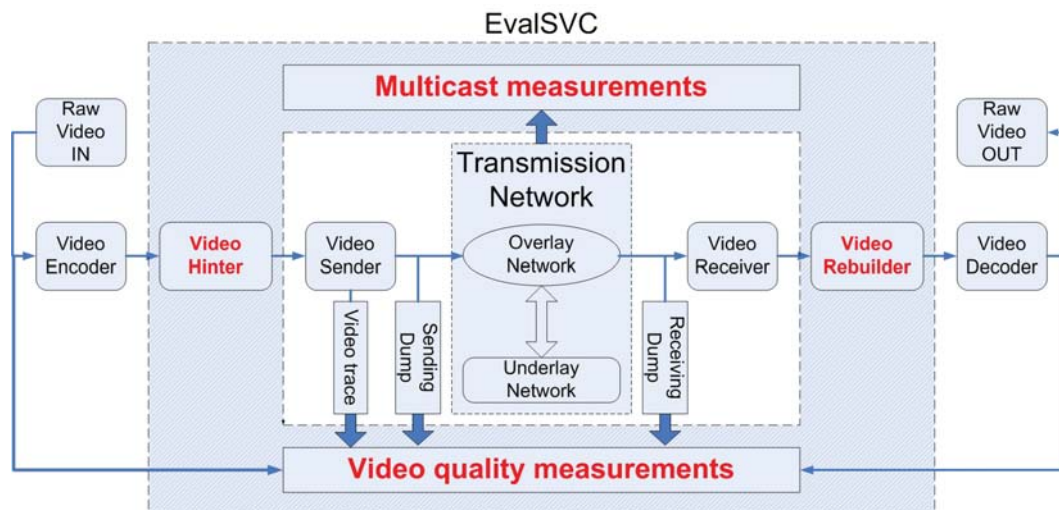 EvalSVC
Multicast measurements
Raw
Video
IN
Raw
Video
OUT
Transmission
Network
Video
Encoder
Video
Hinter
Video
Sender
Overlay
Network
Video
Receiver
Video
Rebuilder
Video
Decoder
Video trace
Sending
Dump
Underlay
Network
Receiving
Dump
Video quality measurements